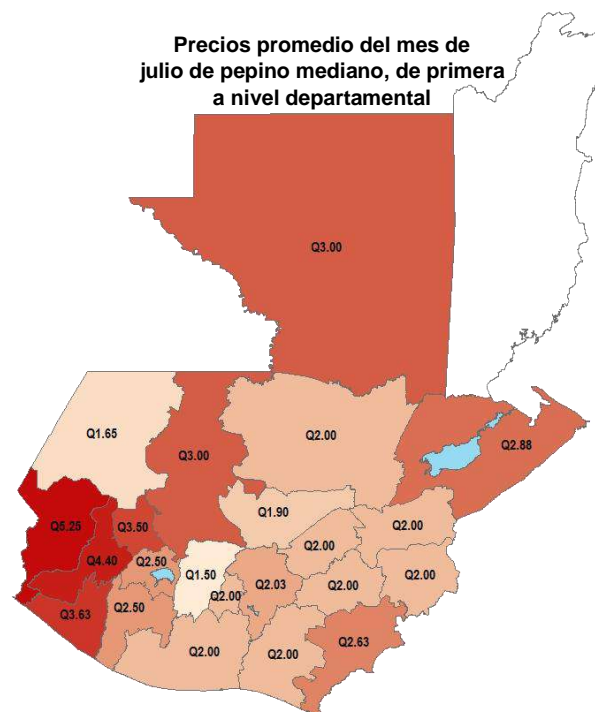 Precios promedio del mes de
julio de pepino mediano, de primera
a nivel departamental
Q3.00
Q1.65
Q2.00
Q3.00
Q2.88
Q1.90
Q5.25
Q3.50
Q2.00
Q2.00
Q4.40
Q2.50
Q2.00
Q1.50
Q2.03
Q2.00
Q2.00
Q3.63
Q2.50
Q2.63
Q2.00
Q2.00